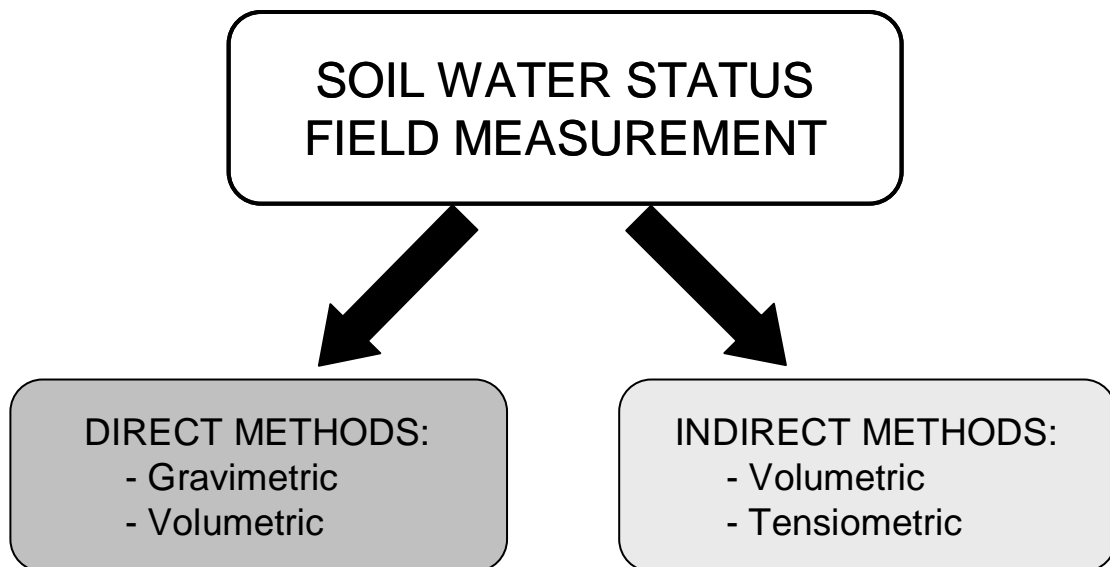 SOIL WATER STATUS
FIELD MEASUREMENT
DIRECT METHODS:
- Gravimetric
- Volumetric
INDIRECT METHODS:
- Volumetric
- Tensiometric